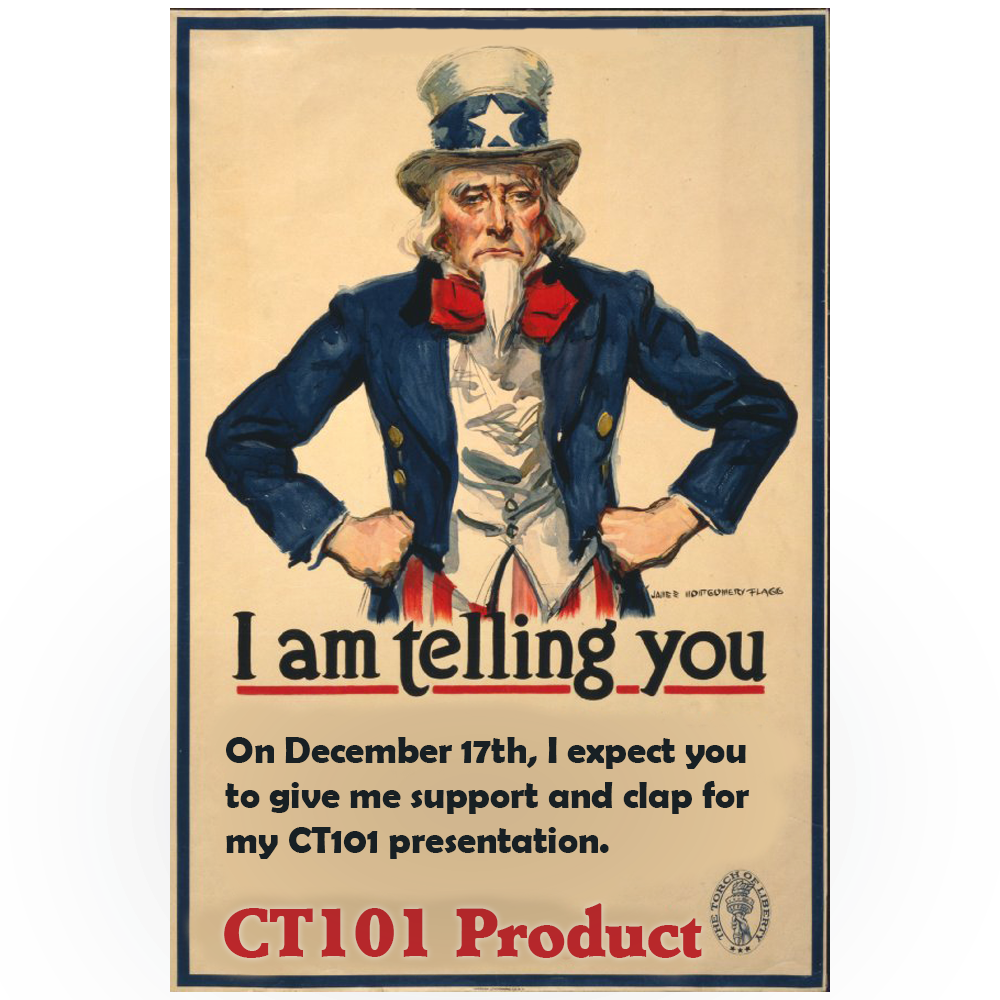 JAMES MONTGOMERY FLAGG
I am telling you
On December 17th, I expect you
to give me support and clap for
my CT101 presentation.
THE TORCH OF LIBERTY
CT101 Product